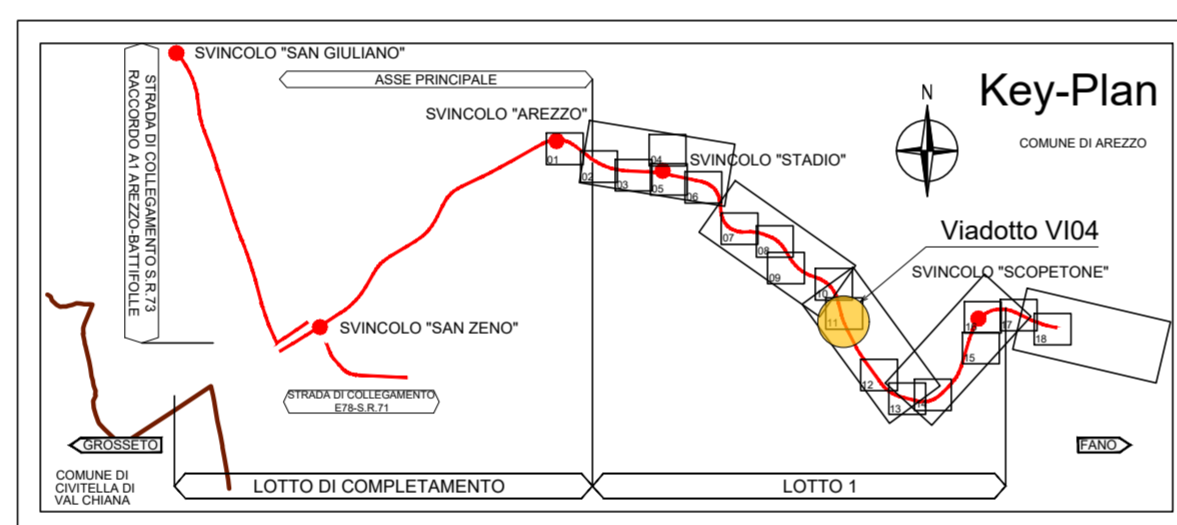 SVINCOLO "SAN GIULIANO"
STRADA DI COLLEGAMENTO S.R.73
RACCORDO A1 AREZZO-BATTIFOLLE
ASSE PRINCIPALE
Key-Plan
N
COMUNE DI AREZZO
SVINCOLO "AREZZO"
SVINCOLO "STADIO"
01
02
03
04
05
06
07
08
09
10
11
12
13
14
15
16
17
18
Viadotto VI04
SVINCOLO "SCOPETONE"
SVINCOLO "SAN ZENO"
STRADA DI COLLEGAMENTO
E78-S.R.71
GROSSETO
FANO
COMUNE DI
CIVITELLA DI
VAL CHIANA
LOTTO DI COMPLETAMENTO
LOTTO 1